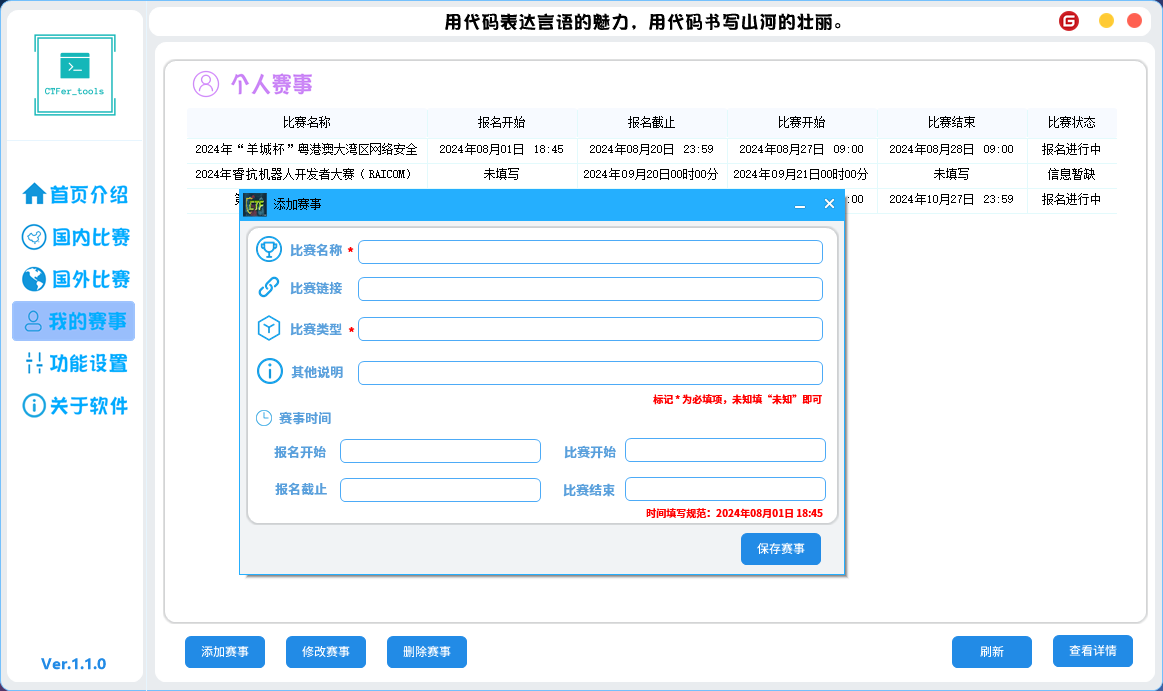 用代码表达言语的魅力，用代码书写山河的壮丽。
CTFer_tools
首页介绍
国内比赛
国外比赛
我的赛事
功能设置
关于软件
Ver.1.1.0
个人赛事
比赛名称 报名开始 报名截止 比赛开始 比赛结束 比赛状态
2024年“羊城杯”粤港澳大湾区网络安全 2024年08月01日 18:45 2024年08月20日 23:59 2024年08月27日 09:00 2024年08月28日 09:00 报名进行中
2024年睿抗机器人开发者大赛（RAICOM） 未填写 2024年09月20日00时00分 2024年09月21日00时00分 未填写 信息暂缺
:00 2024年10月27日 23:59 报名进行中
CTF 添加赛事
比赛名称 *
比赛链接
比赛类型 *
其他说明
标记 * 为必填项，未知填“未知”即可
赛事时间
报名开始 比赛开始
报名截止 比赛结束
时间填写规范：2024年08月01日 18:45
保存赛事
添加赛事 修改赛事 删除赛事 刷新 查看详情